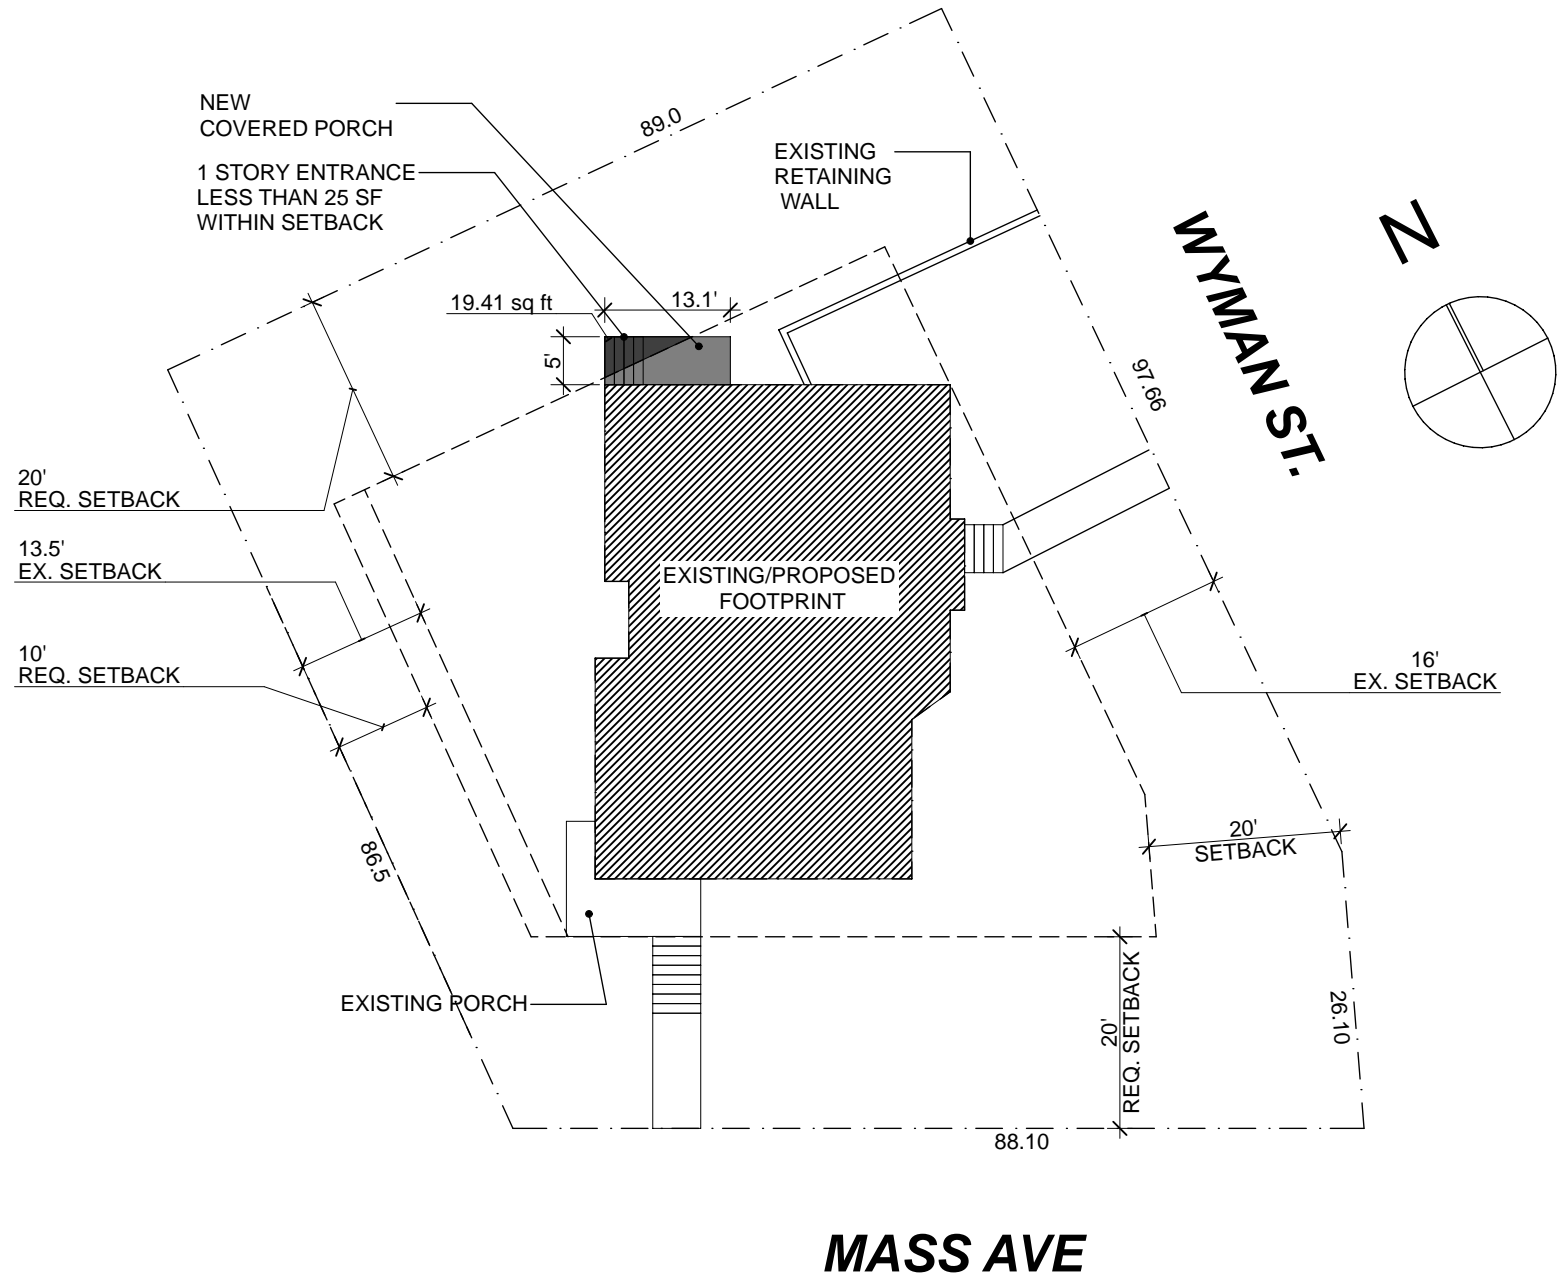 NEW
COVERED PORCH
89.0
1 STORY ENTRANCE
LESS THAN 25 SF
WITHIN SETBACK
EXISTING
RETAINING
WALL
WYMAN ST.
N
19.41 sq ft
13.1'
5'
97.66
20'
REQ. SETBACK
13.5'
EX. SETBACK
EXISTING/PROPOSED
FOOTPRINT
10'
REQ. SETBACK
16'
EX. SETBACK
86.5
20'
SETBACK
EXISTING PORCH
20'
REQ. SETBACK
26.10
88.10
MASS AVE